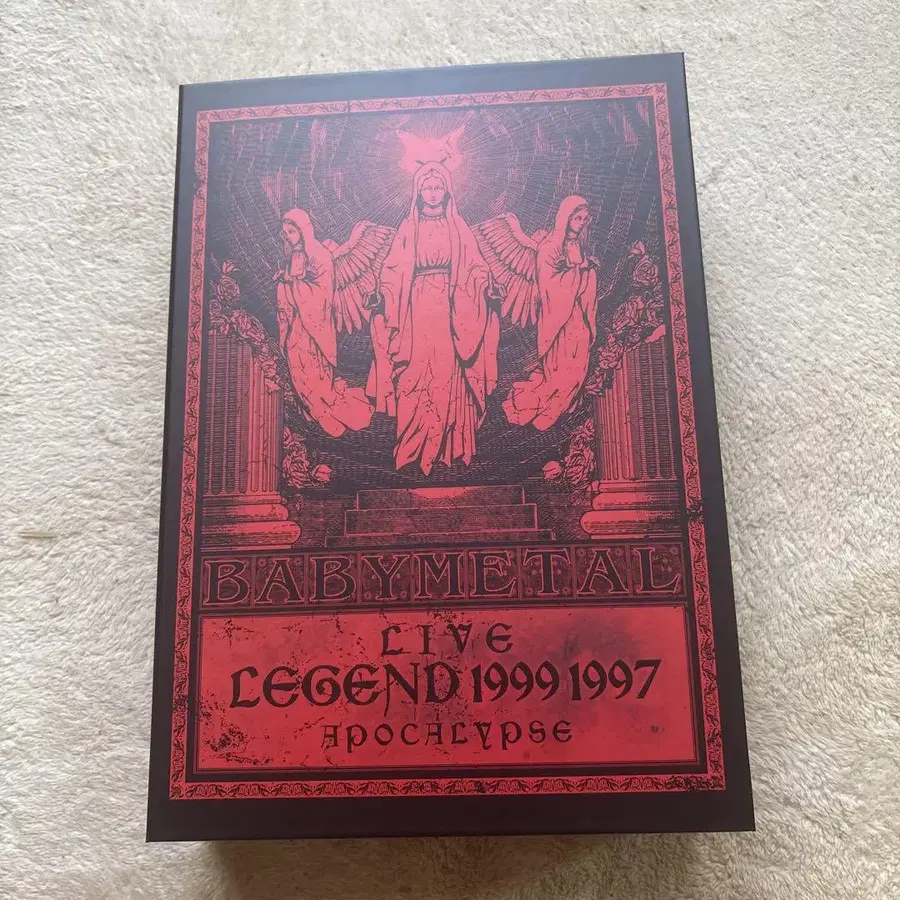 BABYMETAL
LIVE
LEGEND 1999 1997
APOCALYPSE